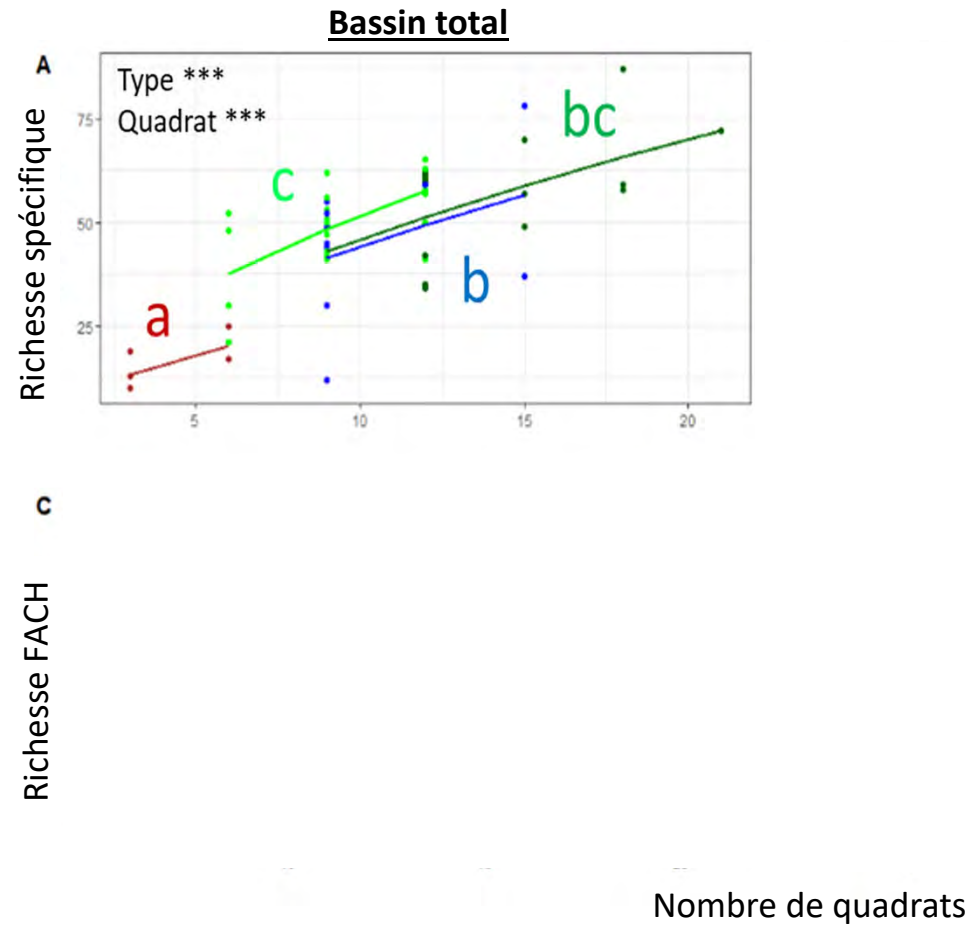 Bassin total
A
Type ***
Quadrat ***
Richesse spécifique
75
50
25
a
c
b
bc
5
10
15
20
C
Richesse FACH
Nombre de quadrats